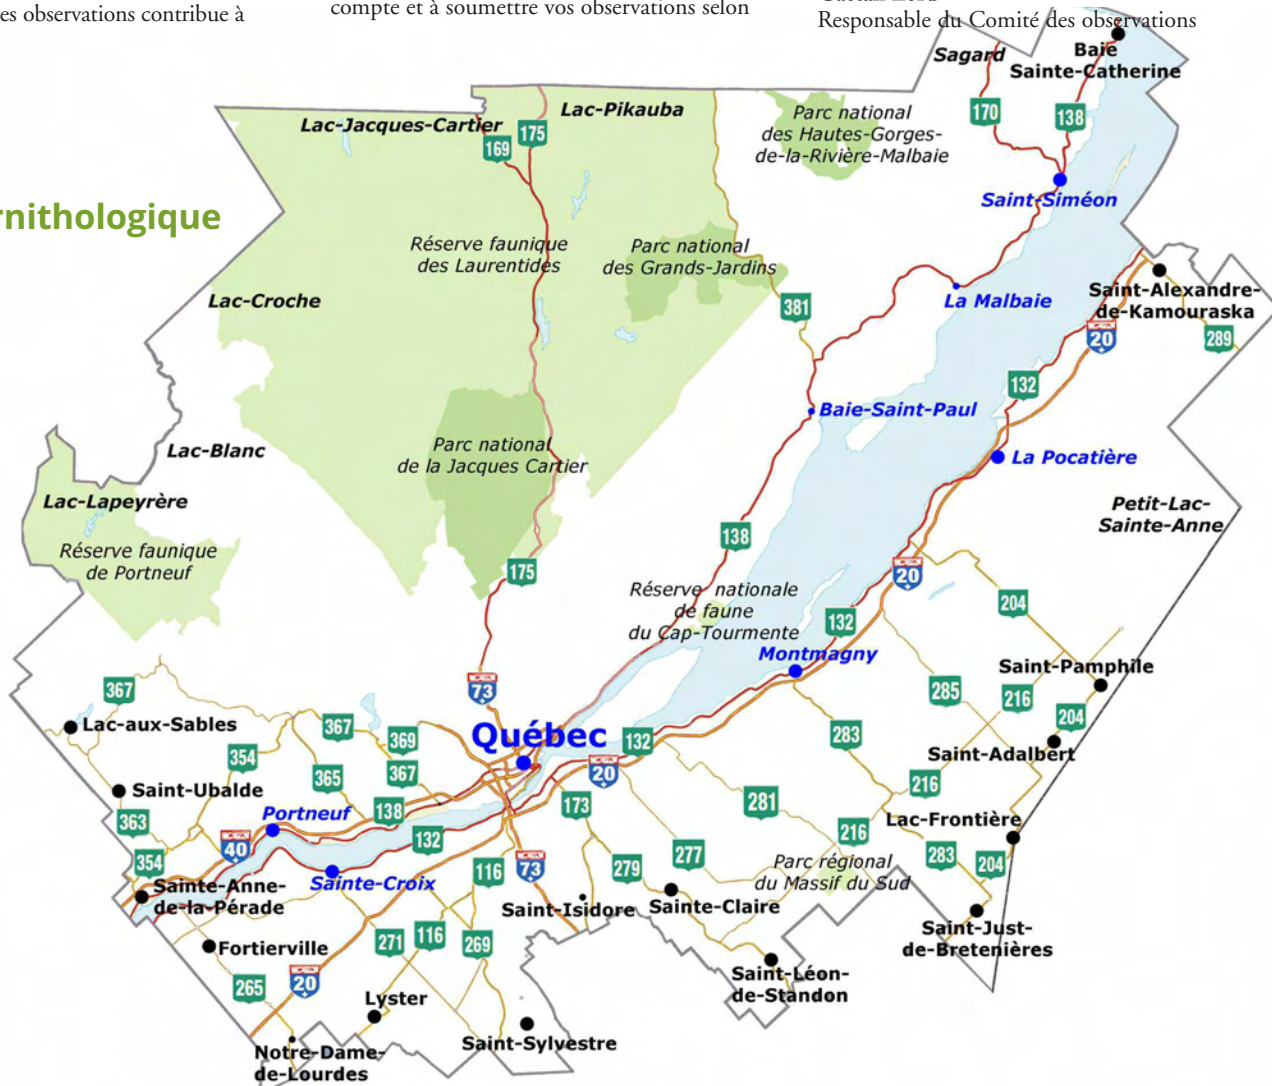 es observations contribue à
compte et à soumettre vos observations selon
Responsable du Comité des observations
rnithologique
Sagard
Baie
Sainte-Catherine
Lac-Pikauba
Lac-Jacques-Cartier
175
169
Parc national
des Hautes-Gorges-
de-la-Rivière-Malbaie
170
138
Saint-Siméon
Réserve faunique
des Laurentides
Parc national
des Grands-Jardins
Lac-Croche
381
La Malbaie
Saint-Alexandre-
de-Kamouraska
20
289
132
Baie-Saint-Paul
Parc national
de la Jacques Cartier
Lac-Blanc
La Pocatière
Lac-Lapeyrère
Petit-Lac-
Sainte-Anne
Réserve faunique
de Portneuf
138
175
20
Réserve nationale
de faune
du Cap-Tourmente
204
132
Montmagny
Saint-Pamphile
73
367
285
216
204
Lac-aux-Sables
367
369
Québec
132
283
Saint-Adalbert
354
365
367
20
216
Saint-Ubalde
138
173
281
Portneuf
363
132
216
Lac-Frontière
40
354
277
283
204
116
73
279
Parc régional
du Massif du Sud
Sainte-Croix
Sainte-Anne-
de-la-Pérade
Saint-Isidore
Sainte-Claire
Saint-Just-
de-Bretenières
Fortierville
271
116
269
265
20
Saint-Léon-
de-Standon
Lyster
Saint-Sylvestre
Notre-Dame-
de-Lourdes